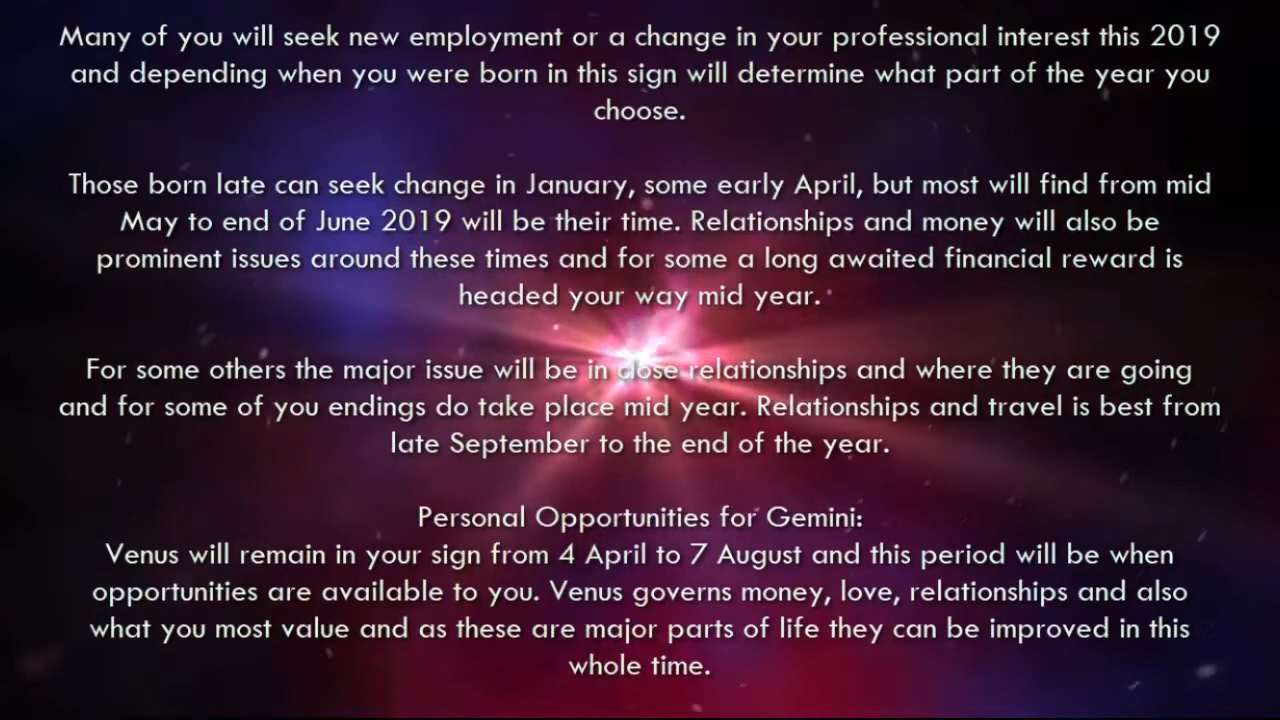 Many of you will seek new employment or a change in your professional interest this 2019
and depending when you were born in this sign will determine what part of the year you
choose.
Those born late can seek change in January, some early April, but most will find from mid
May to end of June 2019 will be their time. Relationships and money will also be
prominent issues around these times and for some a long awaited financial reward is
headed your way mid year.
For some others the major issue will be in close relationships and where they are going
and for some of you endings do take place mid year. Relationships and travel is best from
late September to the end of the year.
Personal Opportunities for Gemini:
Venus will remain in your sign from 4 April to 7 August and this period will be when
opportunities are available to you. Venus governs money, love, relationships and also
what you most value and as these are major parts of life they can be improved in this
whole time.